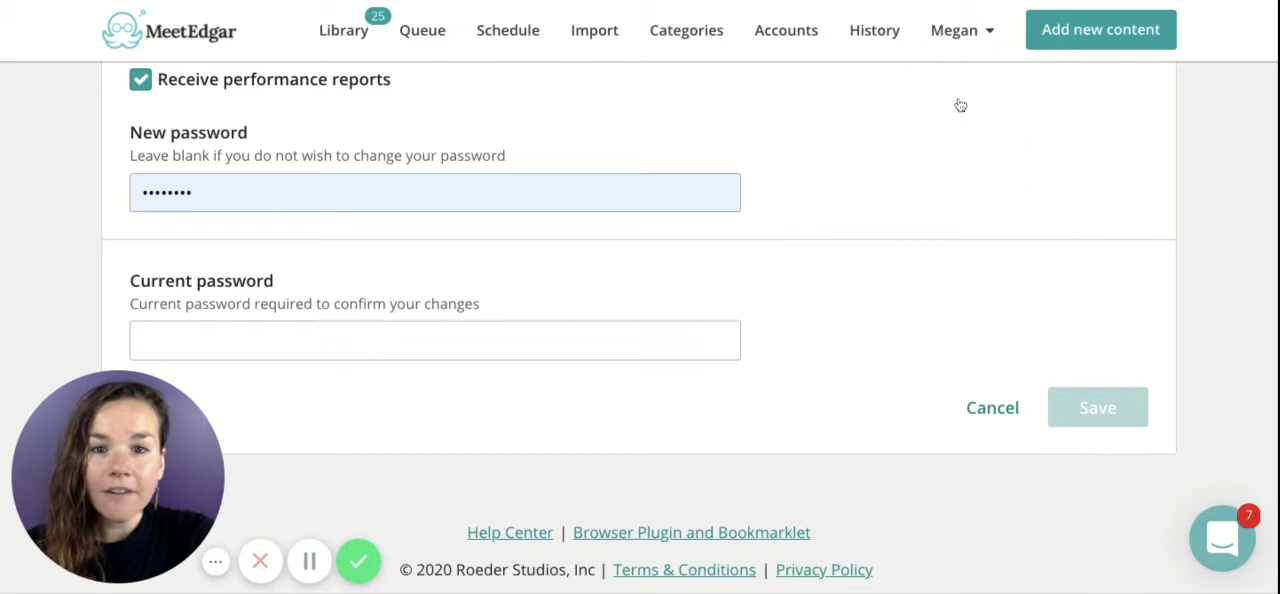 MeetEdgar
Library 25 Queue Schedule Import Categories Accounts History Megan Add new content
Receive performance reports
New password
Leave blank if you do not wish to change your password
••••••••
Current password
Current password required to confirm your changes
Cancel Save
7
Help Center | Browser Plugin and Bookmarklet
© 2020 Roeder Studios, Inc | Terms & Conditions | Privacy Policy